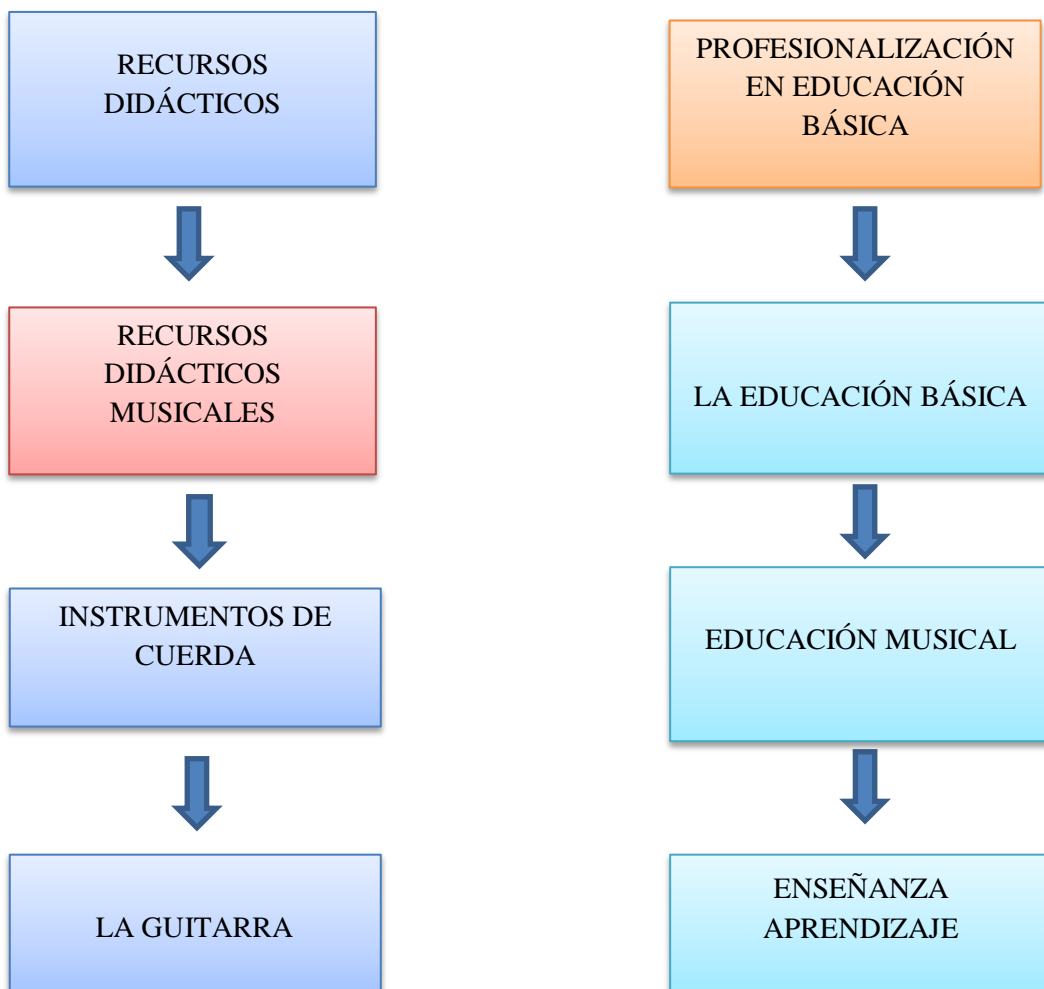 RECURSOS
DIDÁCTICOS
RECURSOS
DIDÁCTICOS
MUSICALES
INSTRUMENTOS DE
CUERDA
LA GUITARRA
PROFESIONALIZACIÓN
EN EDUCACIÓN
BÁSICA
LA EDUCACIÓN BÁSICA
EDUCACIÓN MUSICAL
ENSEÑANZA
APRENDIZAJE